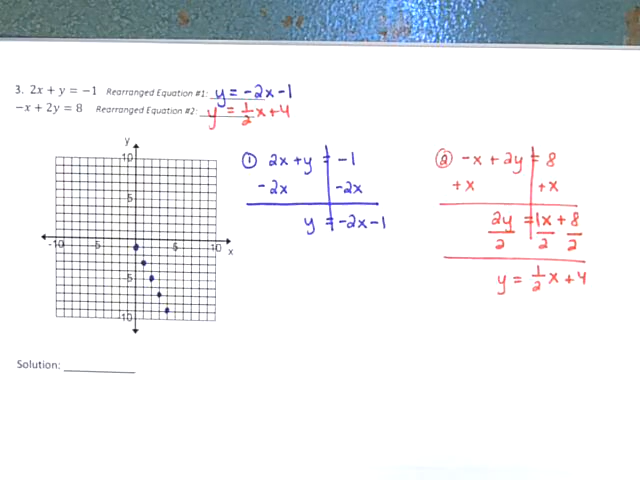 3. 2x + y = −1 Rearranged Equation #1: y = -2x -1
−x + 2y = 8 Rearranged Equation #2: y = 1/2 x + 4
y
10
5
-10 -5 5 10 x
-5
-10
① 2x + y = -1
-2x -2x
y = -2x -1
② -x + 2y = 8
+x +x
2y = 1x + 8
2 2 2
y = 1/2 x + 4
Solution: